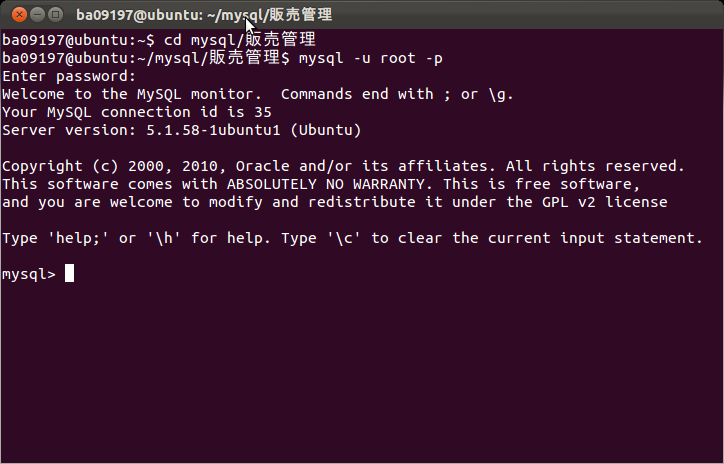 ba09197@ubuntu: ~/mysql/販売管理
ba09197@ubuntu:~$ cd mysql/販売管理
ba09197@ubuntu:~/mysql/販売管理$ mysql -u root -p
Enter password:
Welcome to the MySQL monitor.  Commands end with ; or \g.
Your MySQL connection id is 35
Server version: 5.1.58-1ubuntu1 (Ubuntu)
Copyright (c) 2000, 2010, Oracle and/or its affiliates. All rights reserved.
This software comes with ABSOLUTELY NO WARRANTY. This is free software,
and you are welcome to modify and redistribute it under the GPL v2 license
Type 'help;' or '\h' for help. Type '\c' to clear the current input statement.
mysql>